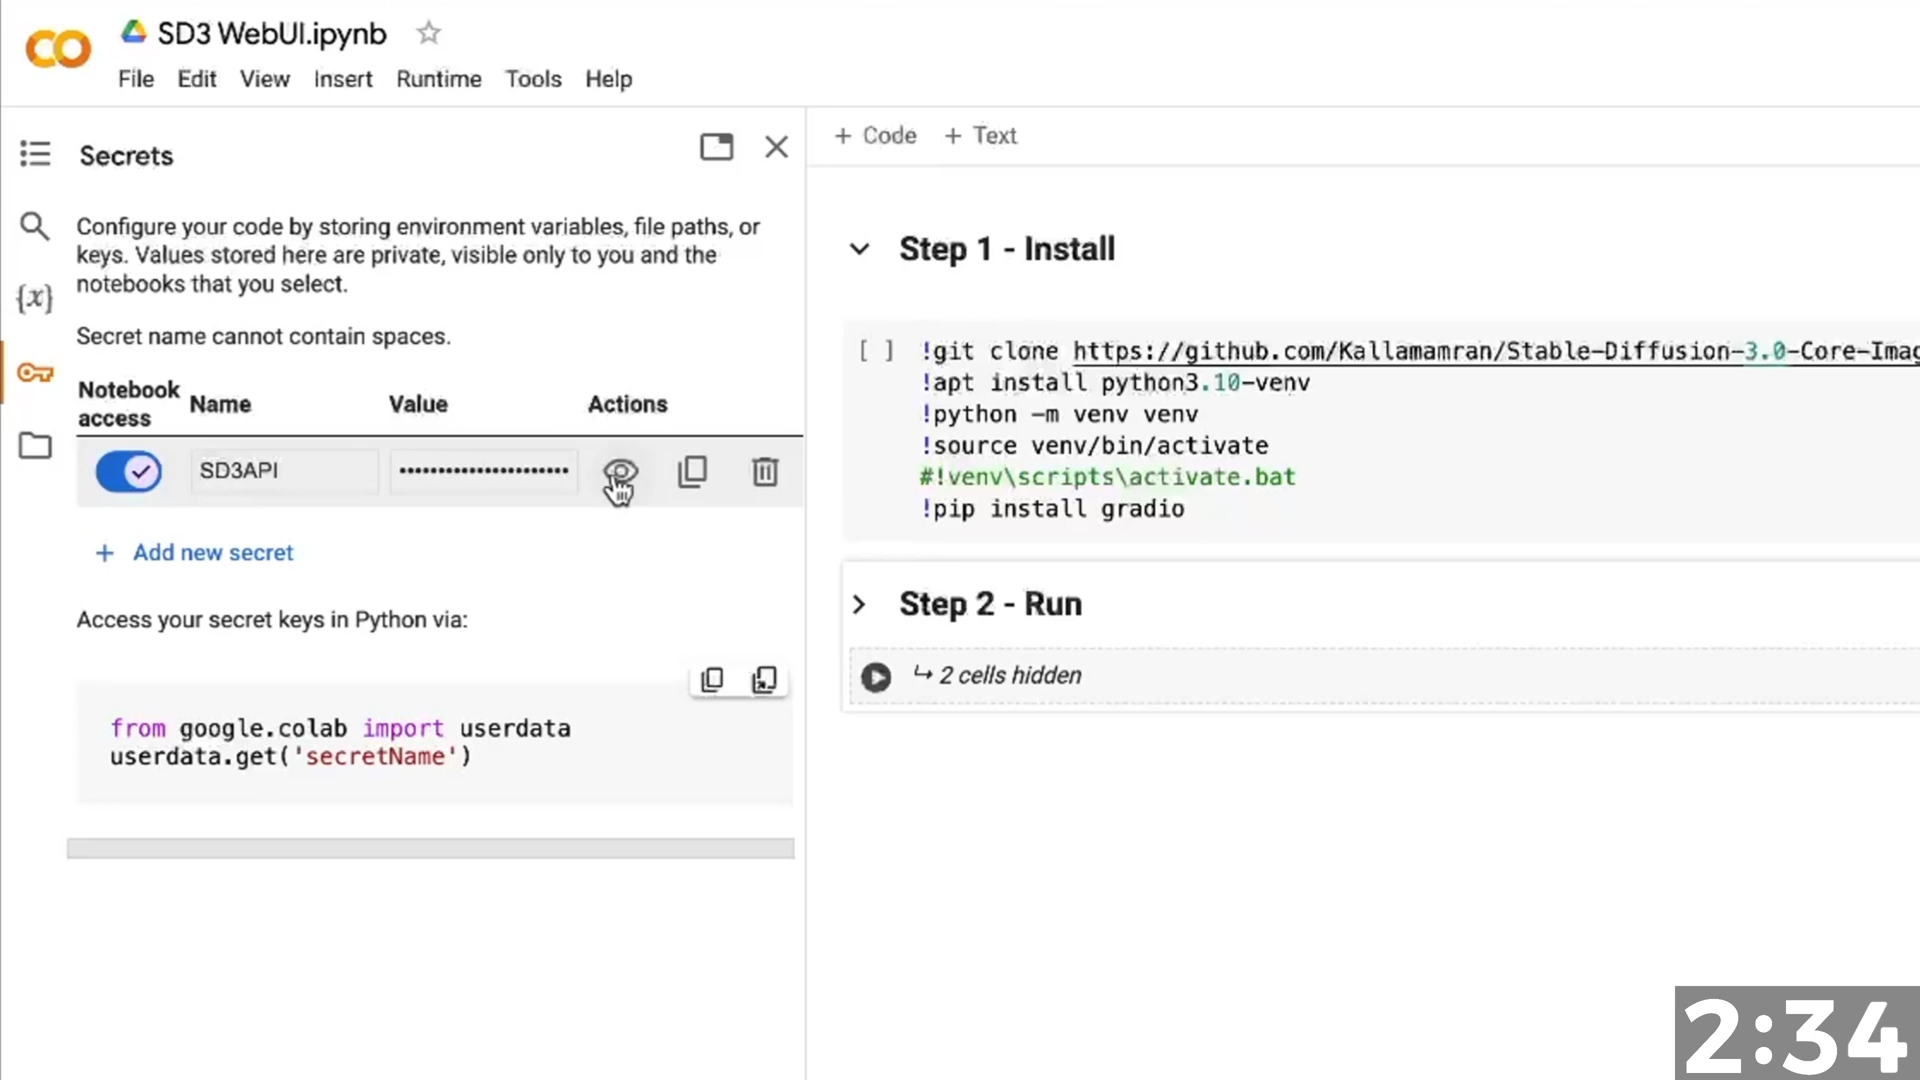 SD3 WebUI.ipynb
File Edit View Insert Runtime Tools Help
Secrets
Configure your code by storing environment variables, file paths, or
keys. Values stored here are private, visible only to you and the
notebooks that you select.
Secret name cannot contain spaces.
Notebook access Name Value Actions
SD3API ••••••••••••••••••••••
+ Add new secret
Access your secret keys in Python via:
from google.colab import userdata
userdata.get('secretName')
+ Code + Text
Step 1 - Install
[ ] !git clone https://github.com/Kallamamran/Stable-Diffusion-3.0-Core-Imag
!apt install python3.10-venv
!python -m venv venv
!source venv/bin/activate
#!venv\scripts\activate.bat
!pip install gradio
Step 2 - Run
↳ 2 cells hidden
2:34